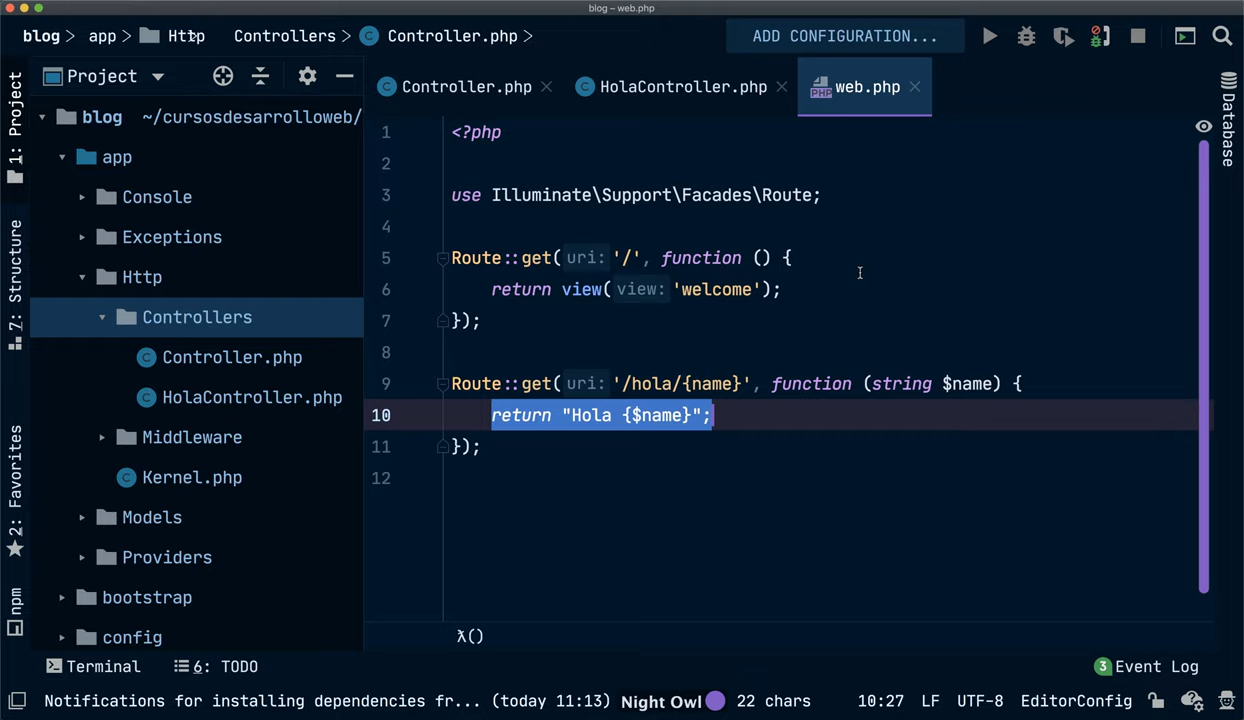 blog – web.php
blog > app > Http Controllers > Controller.php >
ADD CONFIGURATION...
1: Project
7: Structure
2: Favorites
npm
Project
blog ~/cursosdesarrolloweb/
app
Console
Exceptions
Http
Controllers
Controller.php
HolaController.php
Middleware
Kernel.php
Models
Providers
bootstrap
config
Controller.php
HolaController.php
PHP web.php
1 <?php
2
3 use Illuminate\Support\Facades\Route;
4
5 Route::get( uri: '/', function () {
6 return view( view: 'welcome');
7 });
8
9 Route::get( uri: '/hola/{name}', function (string $name) {
10 return "Hola {$name}";
11 });
12
λ()
Database
Terminal 6: TODO 3 Event Log
Notifications for installing dependencies fr... (today 11:13) Night Owl 22 chars 10:27 LF UTF-8 EditorConfig